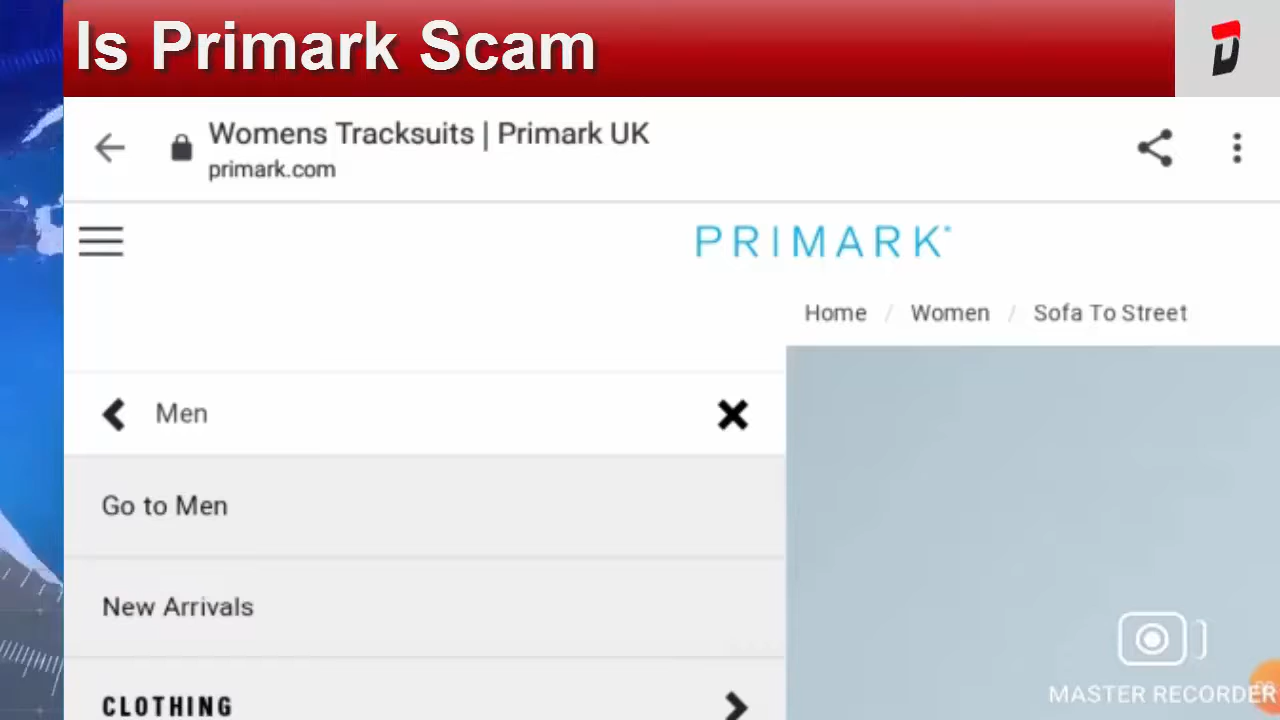 Is Primark Scam
Womens Tracksuits | Primark UK
primark.com
PRIMARK
Home / Women / Sofa To Street
Men
Go to Men
New Arrivals
CLOTHING
MASTER RECORDER